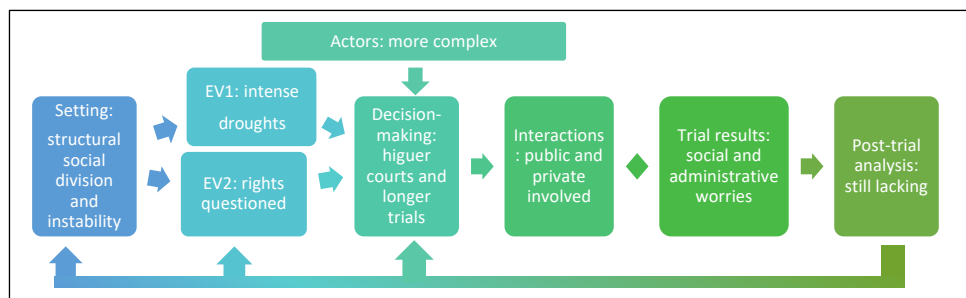 Actors: more complex
Setting:
structural
social
division
and
instability
EV1: intense
droughts
EV2: rights
questioned
Decision-
making:
higuer
courts and
longer
trials
Interactions
: public and
private
involved
Trial results:
social and
administrative
worries
Post-trial
analysis:
still lacking